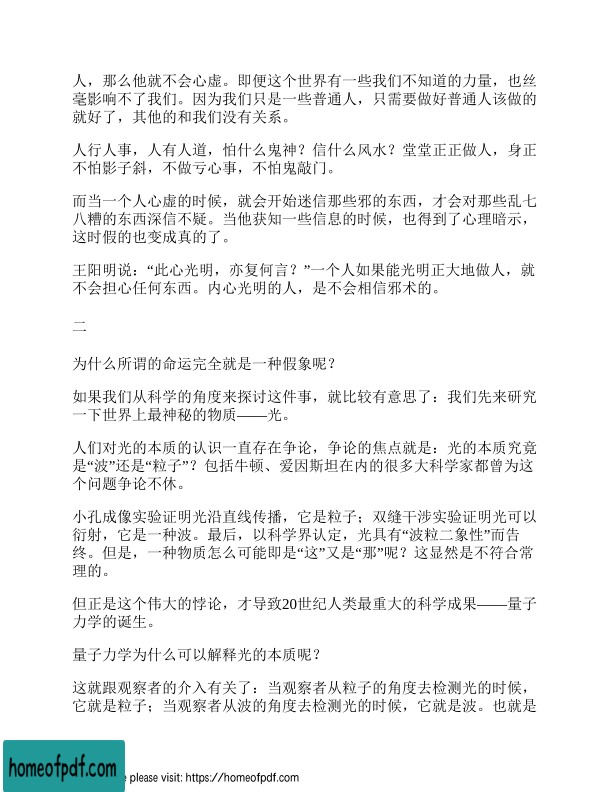 人，那么他就不会心虚。即便这个世界有一些我们不知道的力量，也丝
毫影响不了我们。因为我们只是一些普通人，只需要做好普通人该做的
就好了，其他的和我们没有关系。
人行人事，人有人道，怕什么鬼神？信什么风水？堂堂正正做人，身正
不怕影子斜，不做亏心事，不怕鬼敲门。
而当一个人心虚的时候，就会开始迷信那些邪的东西，才会对那些乱七
八糟的东西深信不疑。当他获知一些信息的时候，也得到了心理暗示，
这时假的也变成真的了。
王阳明说：“此心光明，亦复何言？”一个人如果能光明正大地做人，就
不会担心任何东西。内心光明的人，是不会相信邪术的。
二
为什么所谓的命运完全就是一种假象呢？
如果我们从科学的角度来探讨这件事，就比较有意思了：我们先来研究
一下世界上最神秘的物质——光。
人们对光的本质的认识一直存在争论，争论的焦点就是：光的本质究竟
是“波”还是“粒子”？包括牛顿、爱因斯坦在内的很多大科学家都曾为这
个问题争论不休。
小孔成像实验证明光沿直线传播，它是粒子；双缝干涉实验证明光可以
衍射，它是一种波。最后，以科学界认定，光具有“波粒二象性”而告
终。但是，一种物质怎么可能即是“这”又是“那”呢？这显然是不符合常
理的。
但正是这个伟大的悖论，才导致20世纪人类最重大的科学成果——量子
力学的诞生。
量子力学为什么可以解释光的本质呢？
这就跟观察者的介入有关了：当观察者从粒子的角度去检测光的时候，
它就是粒子；当观察者从波的角度去检测光的时候，它就是波。也就是
homeofpdf.com
e please visit: https://homeofpdf.com